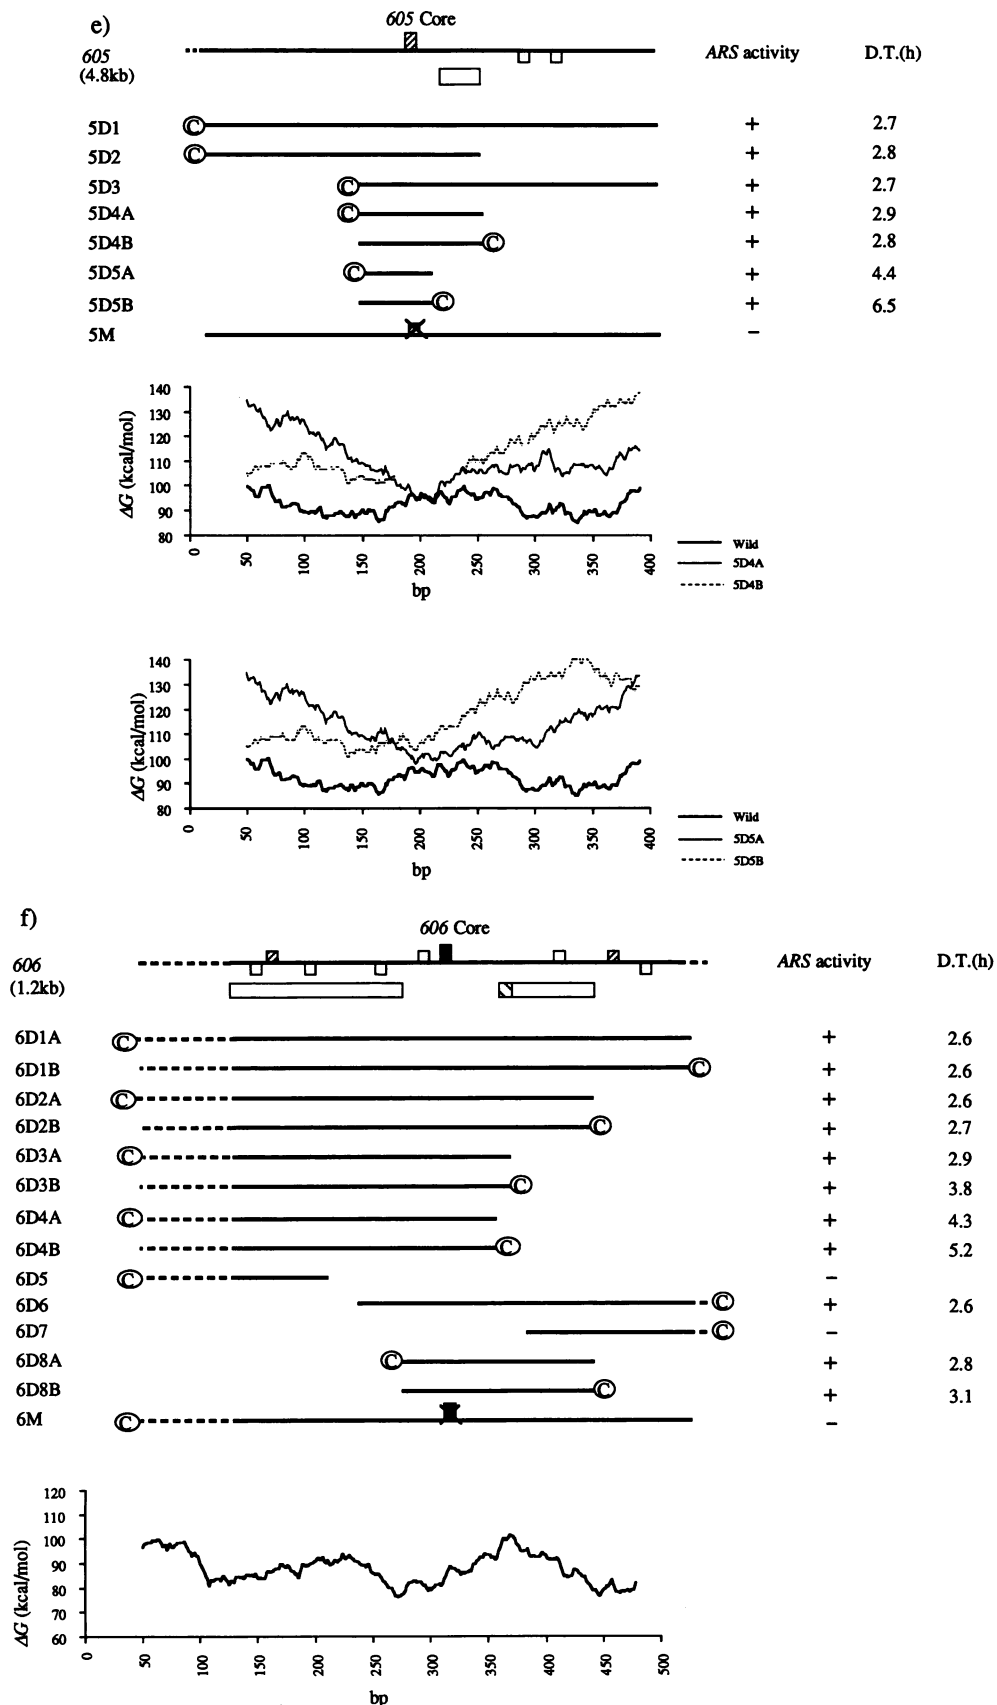 e)
605 Core
605
(4.8kb)
ARS activity
D.T.(h)
5D1 C + 2.7
5D2 C + 2.8
5D3 C + 2.7
5D4A C + 2.9
5D4B C + 2.8
5D5A C + 4.4
5D5B C + 6.5
5M −
ΔG (kcal/mol)
140
130
120
110
100
90
80
0 50 100 150 200 250 300 350 400
bp
Wild
5D4A
5D4B
ΔG (kcal/mol)
140
130
120
110
100
90
80
0 50 100 150 200 250 300 350 400
bp
Wild
5D5A
5D5B
f)
606 Core
606
(1.2kb)
ARS activity
D.T.(h)
6D1A C + 2.6
6D1B C + 2.6
6D2A C + 2.6
6D2B C + 2.7
6D3A C + 2.9
6D3B C + 3.8
6D4A C + 4.3
6D4B C + 5.2
6D5 C −
6D6 C + 2.6
6D7 C −
6D8A C + 2.8
6D8B C + 3.1
6M C −
ΔG (kcal/mol)
120
110
100
90
80
70
60
0 50 100 150 200 250 300 350 400 450 500
bp